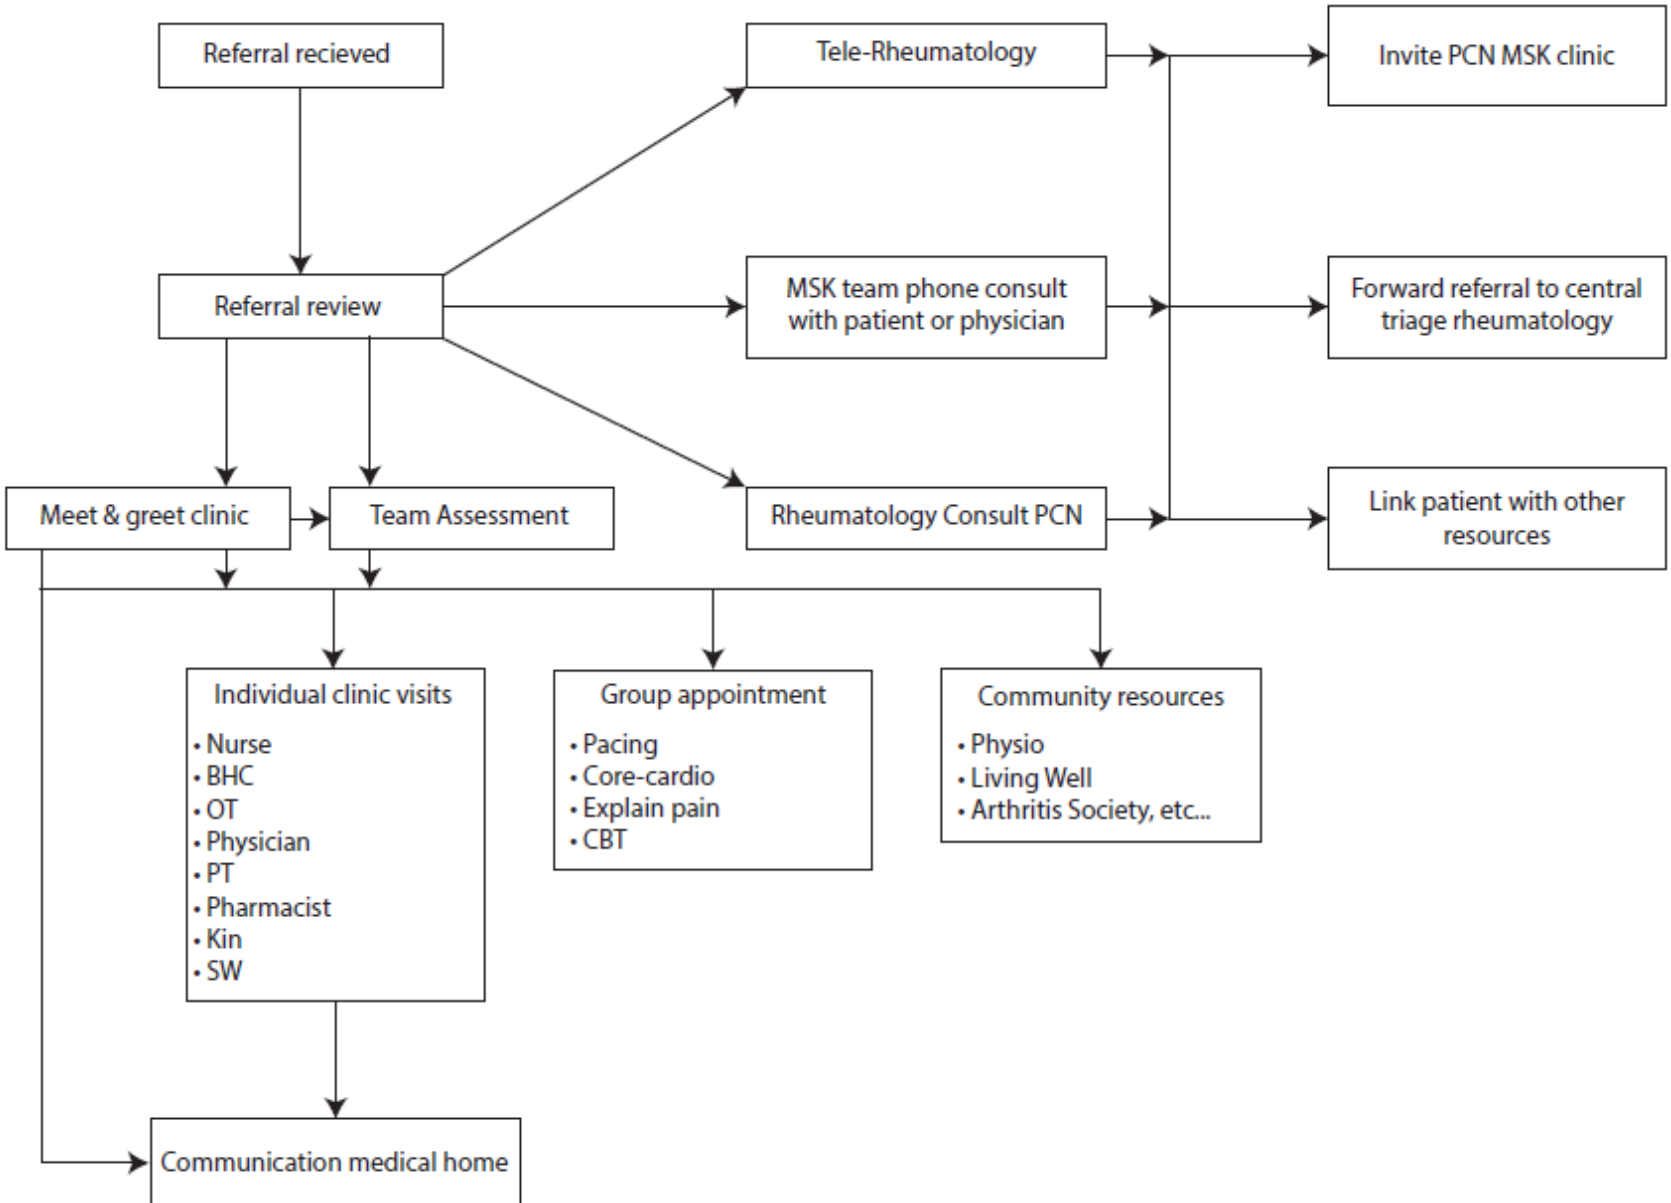 Referral recieved
Tele-Rheumatology
Invite PCN MSK clinic
Referral review
MSK team phone consult
with patient or physician
Forward referral to central
triage rheumatology
Meet & greet clinic
Team Assessment
Rheumatology Consult PCN
Link patient with other
resources
Individual clinic visits
• Nurse
• BHC
• OT
• Physician
• PT
• Pharmacist
• Kin
• SW
Group appointment
• Pacing
• Core-cardio
• Explain pain
• CBT
Community resources
• Physio
• Living Well
• Arthritis Society, etc...
Communication medical home